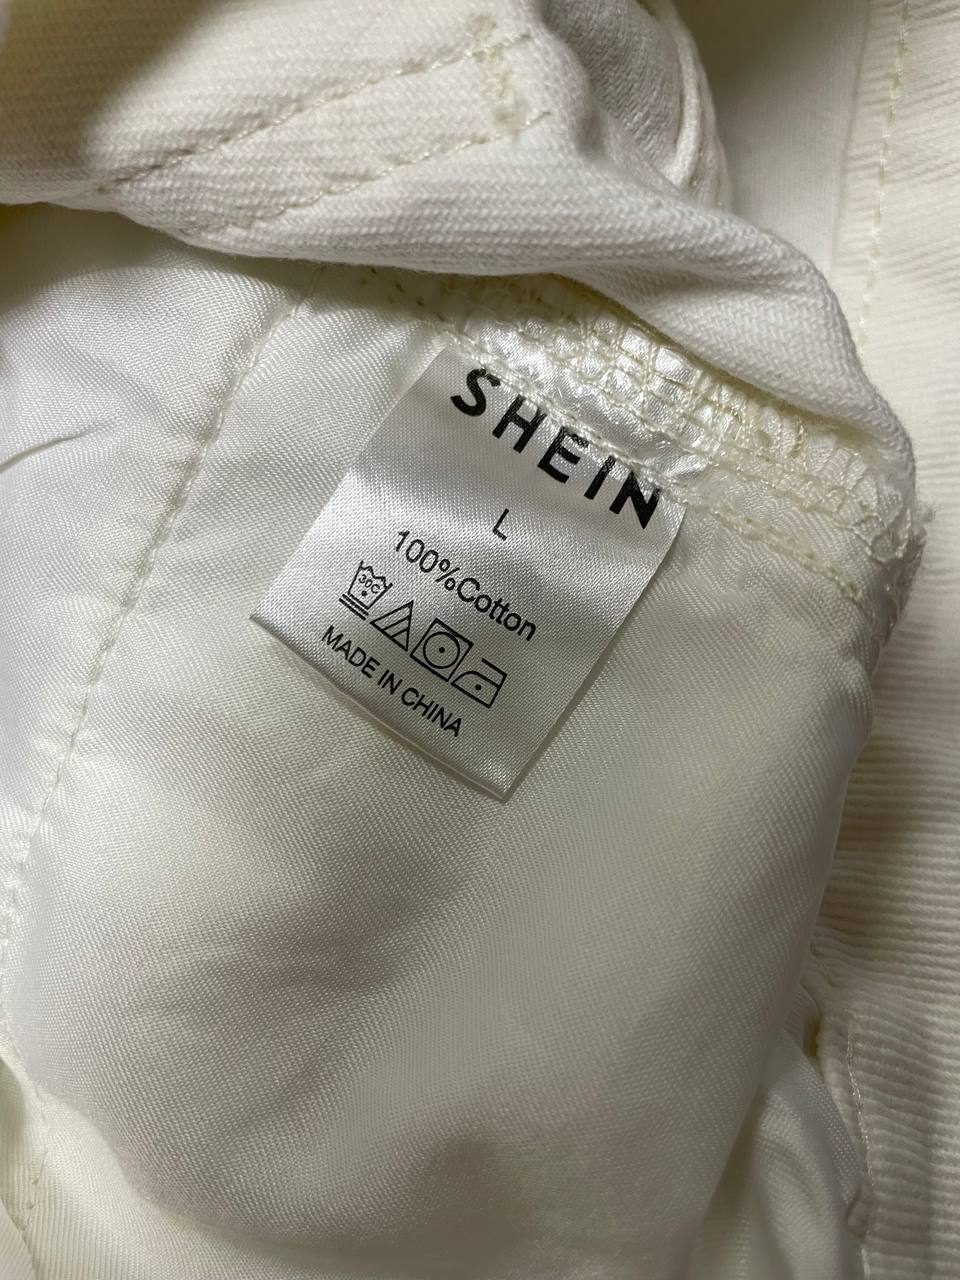 SHEIN
L
100%Cotton
30C
MADE IN CHINA